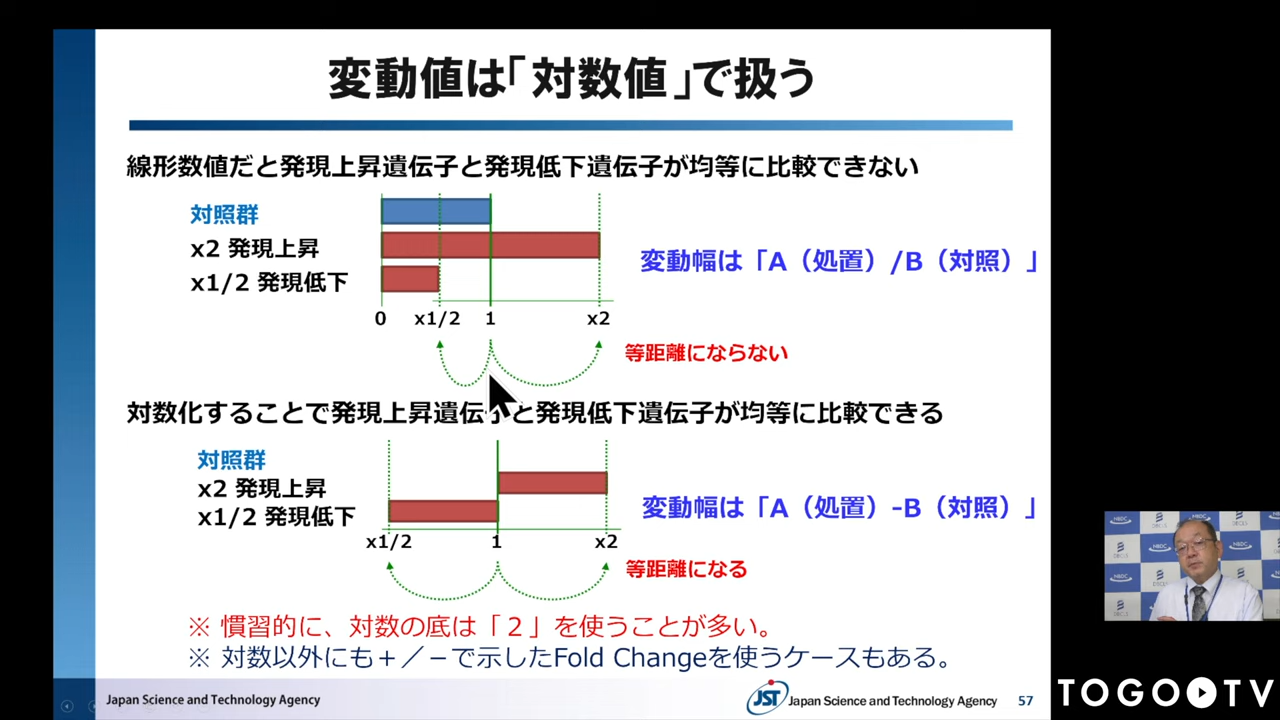 変動値は「対数値」で扱う
線形数値だと発現上昇遺伝子と発現低下遺伝子が均等に比較できない
対照群
x2 発現上昇
x1/2 発現低下
変動幅は「A（処置）/B（対照）」
0 x1/2 1 x2
等距離にならない
対数化することで発現上昇遺伝子と発現低下遺伝子が均等に比較できる
対照群
x2 発現上昇
x1/2 発現低下
変動幅は「A（処置）-B（対照）」
x1/2 1 x2
等距離になる
※ 慣習的に、対数の底は「２」を使うことが多い。
※ 対数以外にも＋／－で示したFold Changeを使うケースもある。
Japan Science and Technology Agency
JST Japan Science and Technology Agency 57
NBDC
DBCLS
TOGO TV